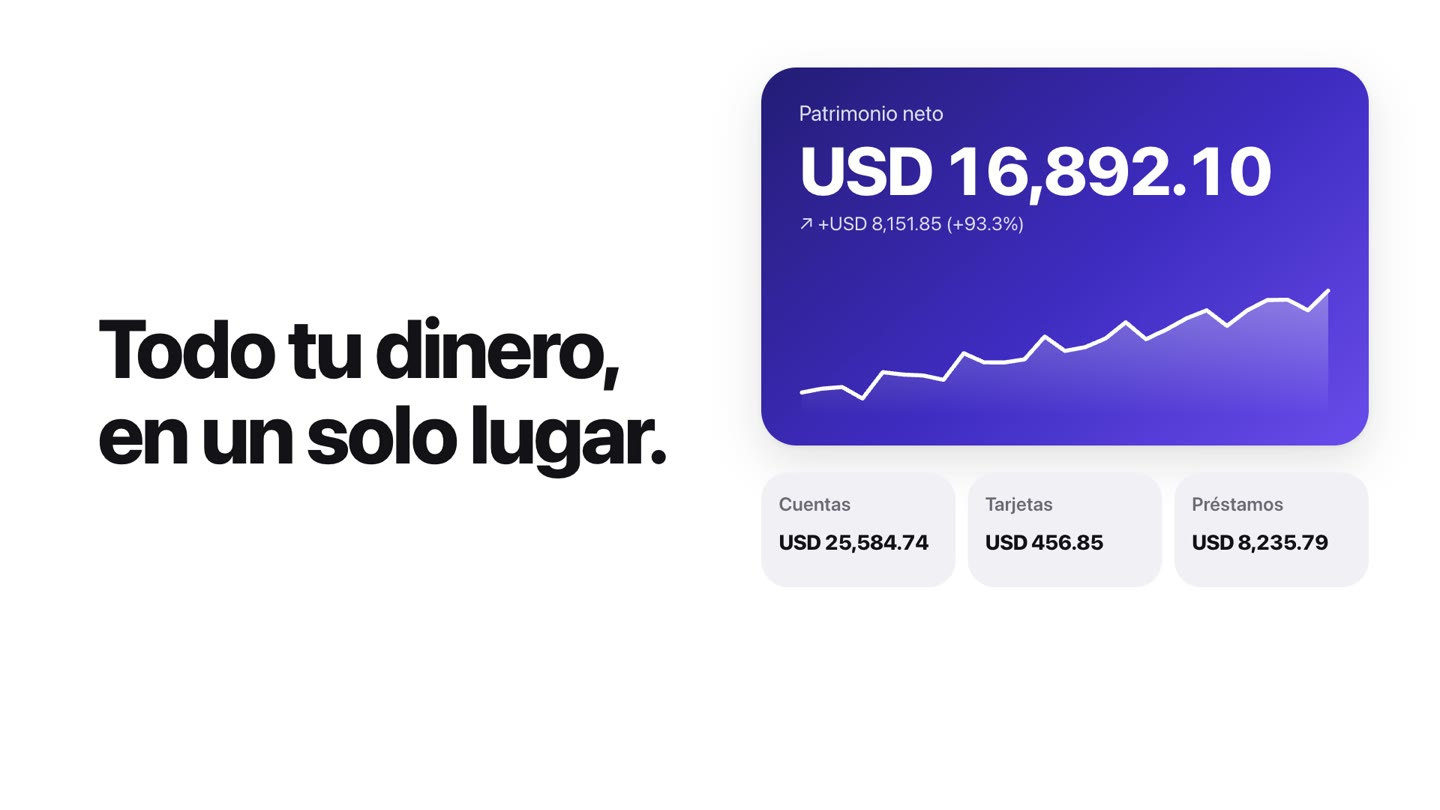 Todo tu dinero,
en un solo lugar.
Patrimonio neto
USD 16,892.10
↗ +USD 8,151.85 (+93.3%)
Cuentas
USD 25,584.74
Tarjetas
USD 456.85
Préstamos
USD 8,235.79